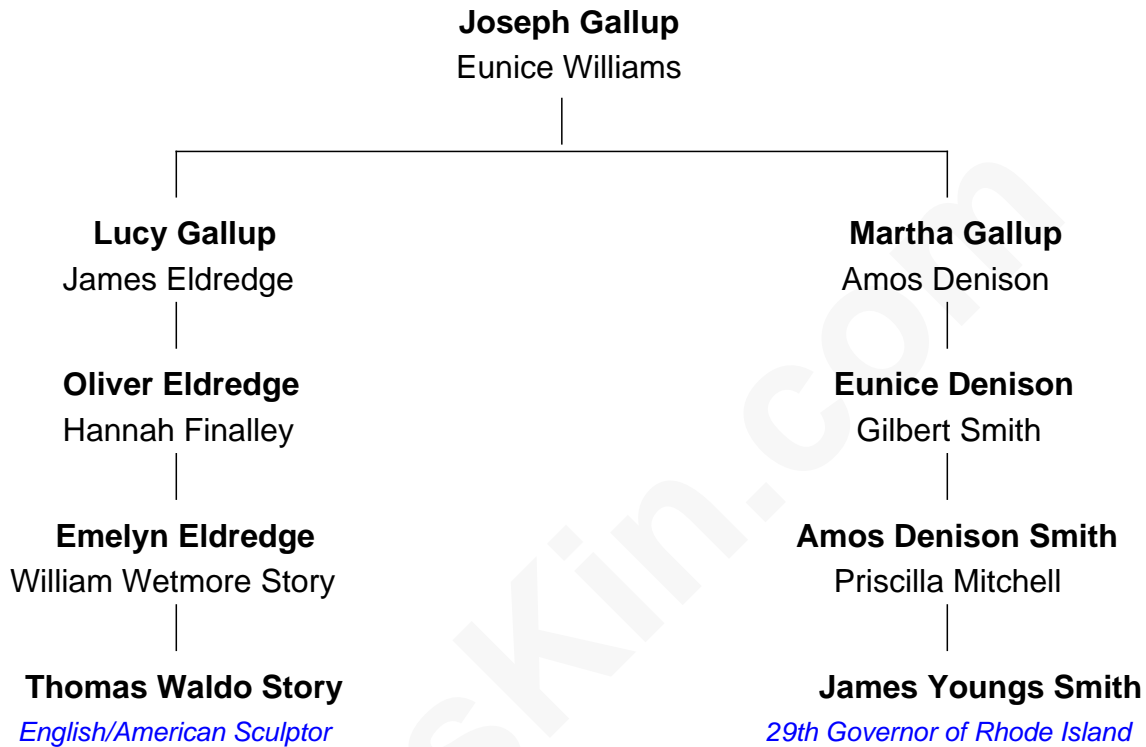 Joseph Gallup
Eunice Williams
Lucy Gallup
James Eldredge
Oliver Eldredge
Hannah Finalley
Emelyn Eldredge
William Wetmore Story
Thomas Waldo Story
English/American Sculptor
Martha Gallup
Amos Denison
Eunice Denison
Gilbert Smith
Amos Denison Smith
Priscilla Mitchell
James Youngs Smith
29th Governor of Rhode Island
sKin.com